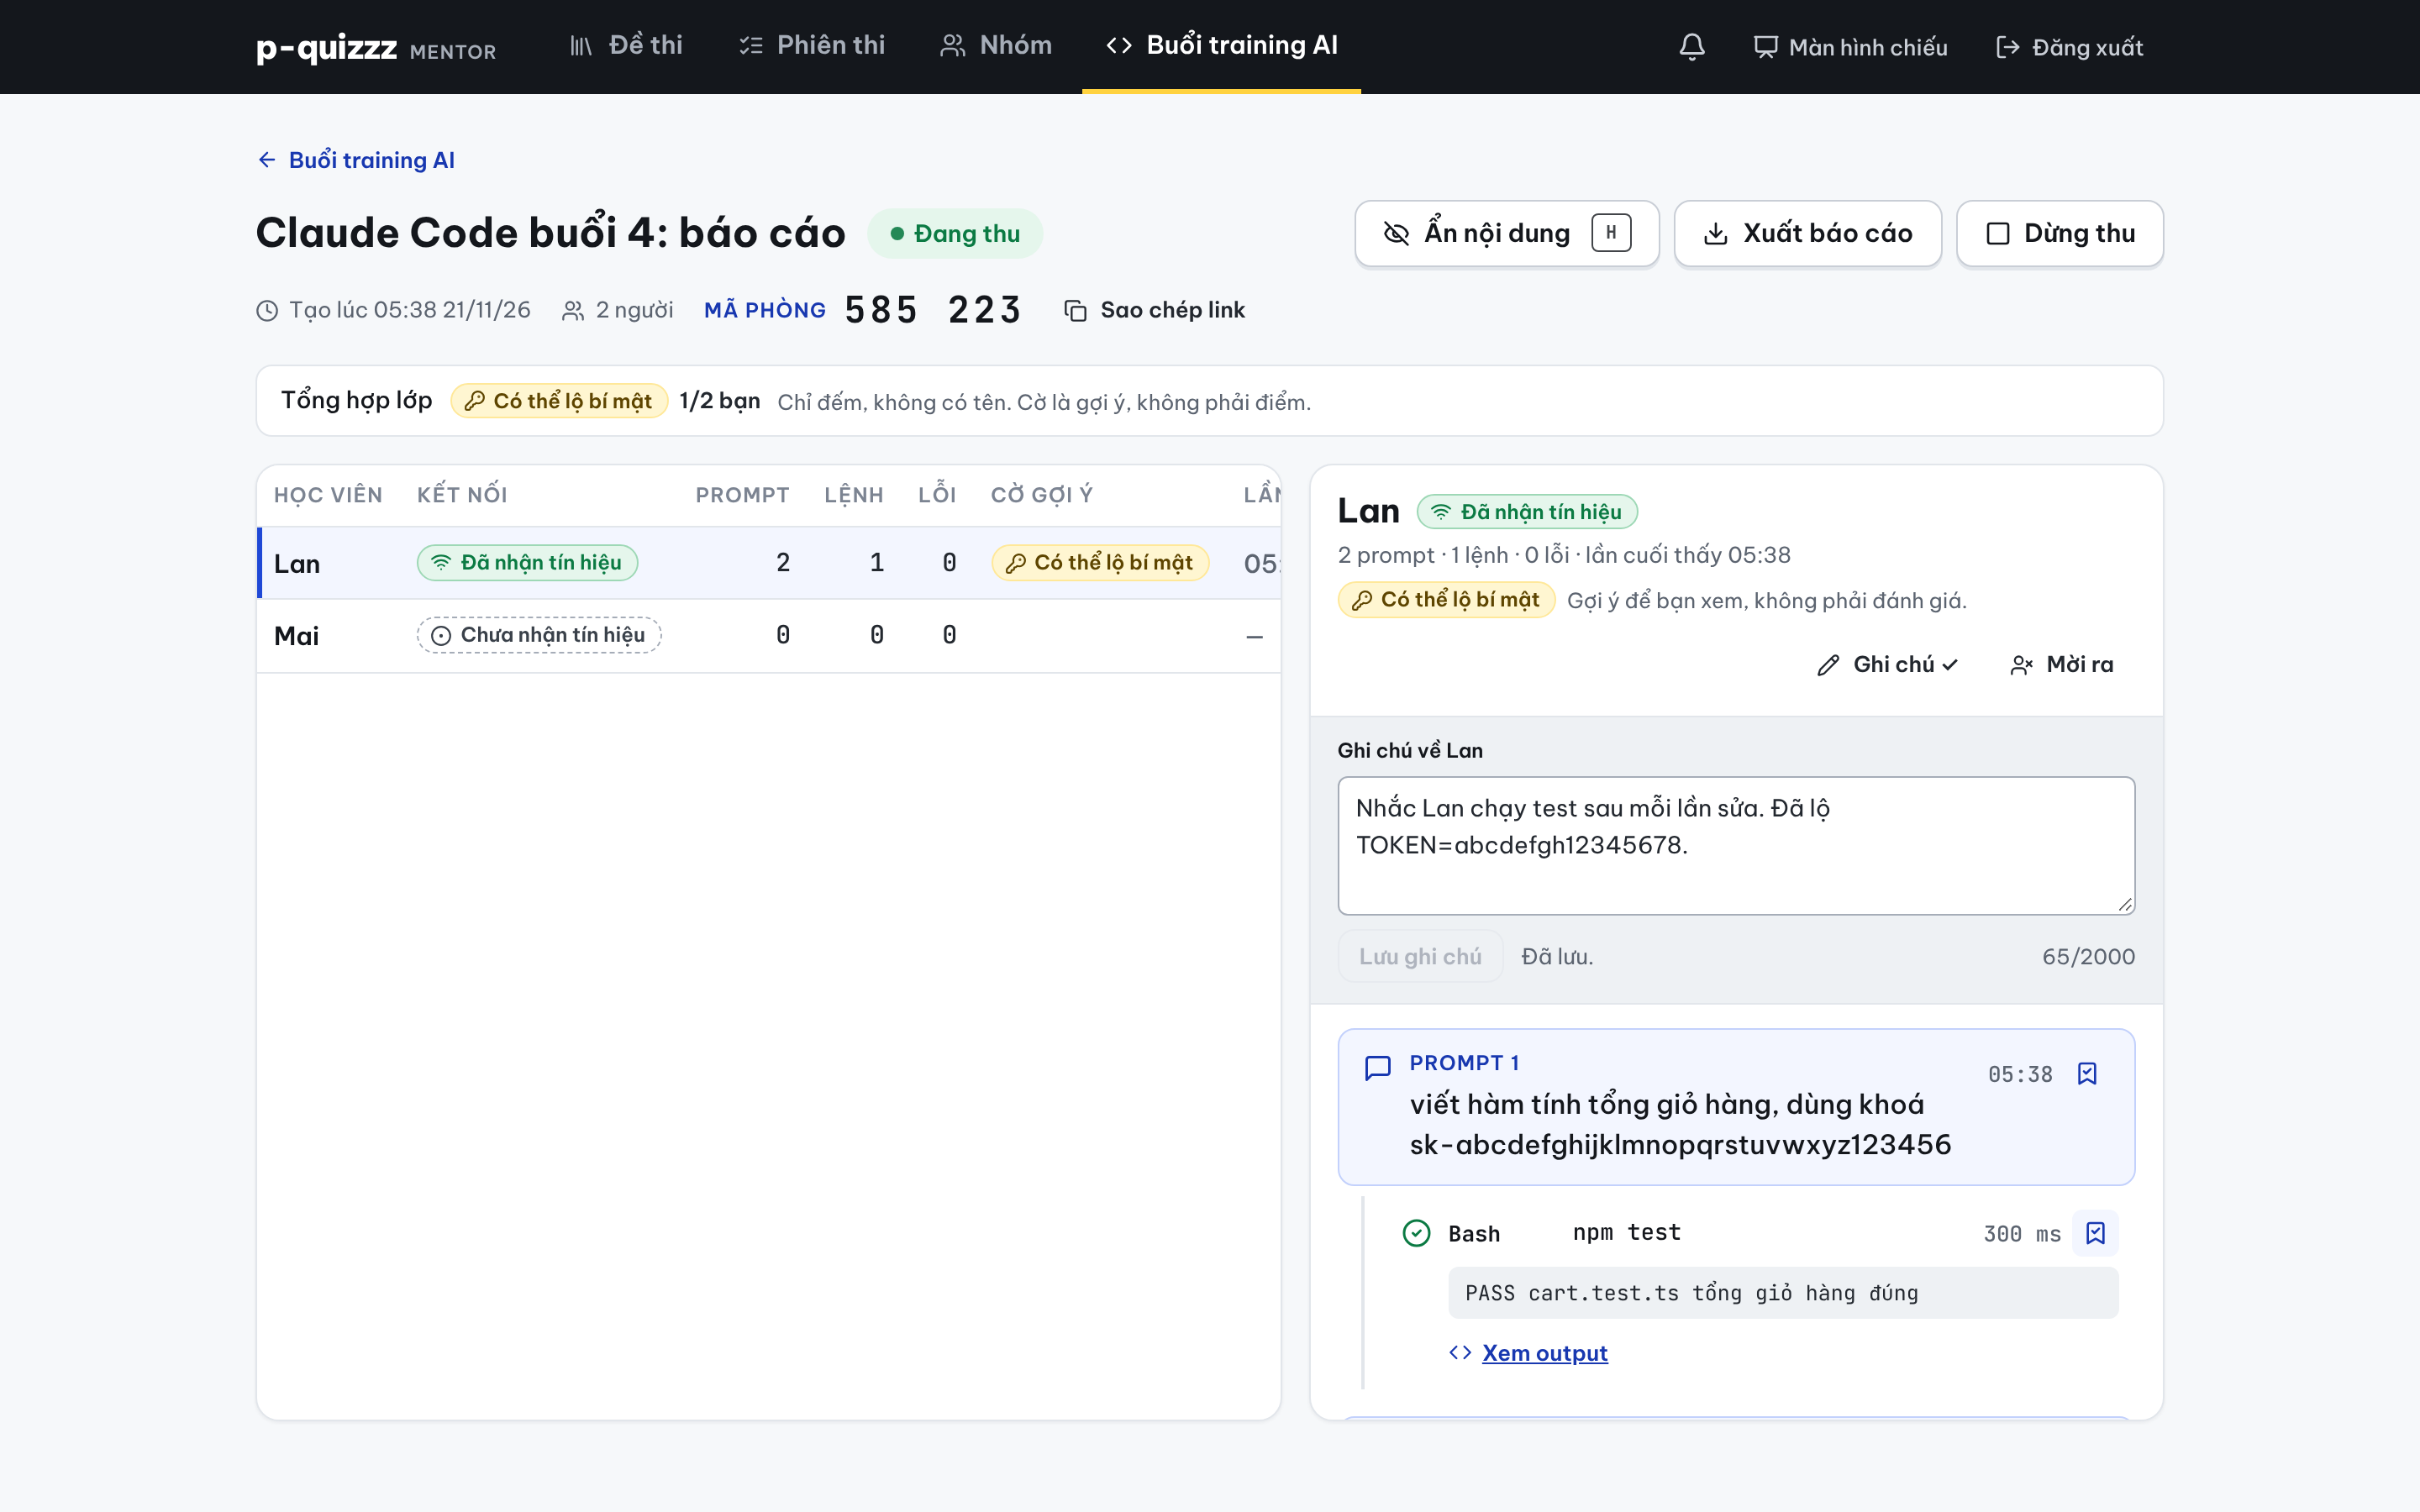 p-quizzz MENTOR Đề thi Phiên thi Nhóm Buổi training AI Màn hình chiếu Đăng xuất
Buổi training AI
Claude Code buổi 4: báo cáo Đang thu Ẩn nội dung H Xuất báo cáo Dừng thu
Tạo lúc 05:38 21/11/26 2 người MÃ PHÒNG 585 223 Sao chép link
Tổng hợp lớp Có thể lộ bí mật 1/2 bạn Chỉ đếm, không có tên. Cờ là gợi ý, không phải điểm.
HỌC VIÊN KẾT NỐI PROMPT LỆNH LỖI CỜ GỢI Ý
Lan Đã nhận tín hiệu 2 1 0 Có thể lộ bí mật 05:
Mai Chưa nhận tín hiệu 0 0 0 –
Lan Đã nhận tín hiệu
2 prompt · 1 lệnh · 0 lỗi · lần cuối thấy 05:38
Có thể lộ bí mật Gợi ý để bạn xem, không phải đánh giá.
Ghi chú Mời ra
Ghi chú về Lan
Nhắc Lan chạy test sau mỗi lần sửa. Đã lộ
TOKEN=abcdefgh12345678.
Lưu ghi chú Đã lưu. 65/2000
PROMPT 1 05:38
viết hàm tính tổng giỏ hàng, dùng khoá
sk-abcdefghijklmnopqrstuvwxyz123456
Bash npm test 300 ms
PASS cart.test.ts tổng giỏ hàng đúng
Xem output